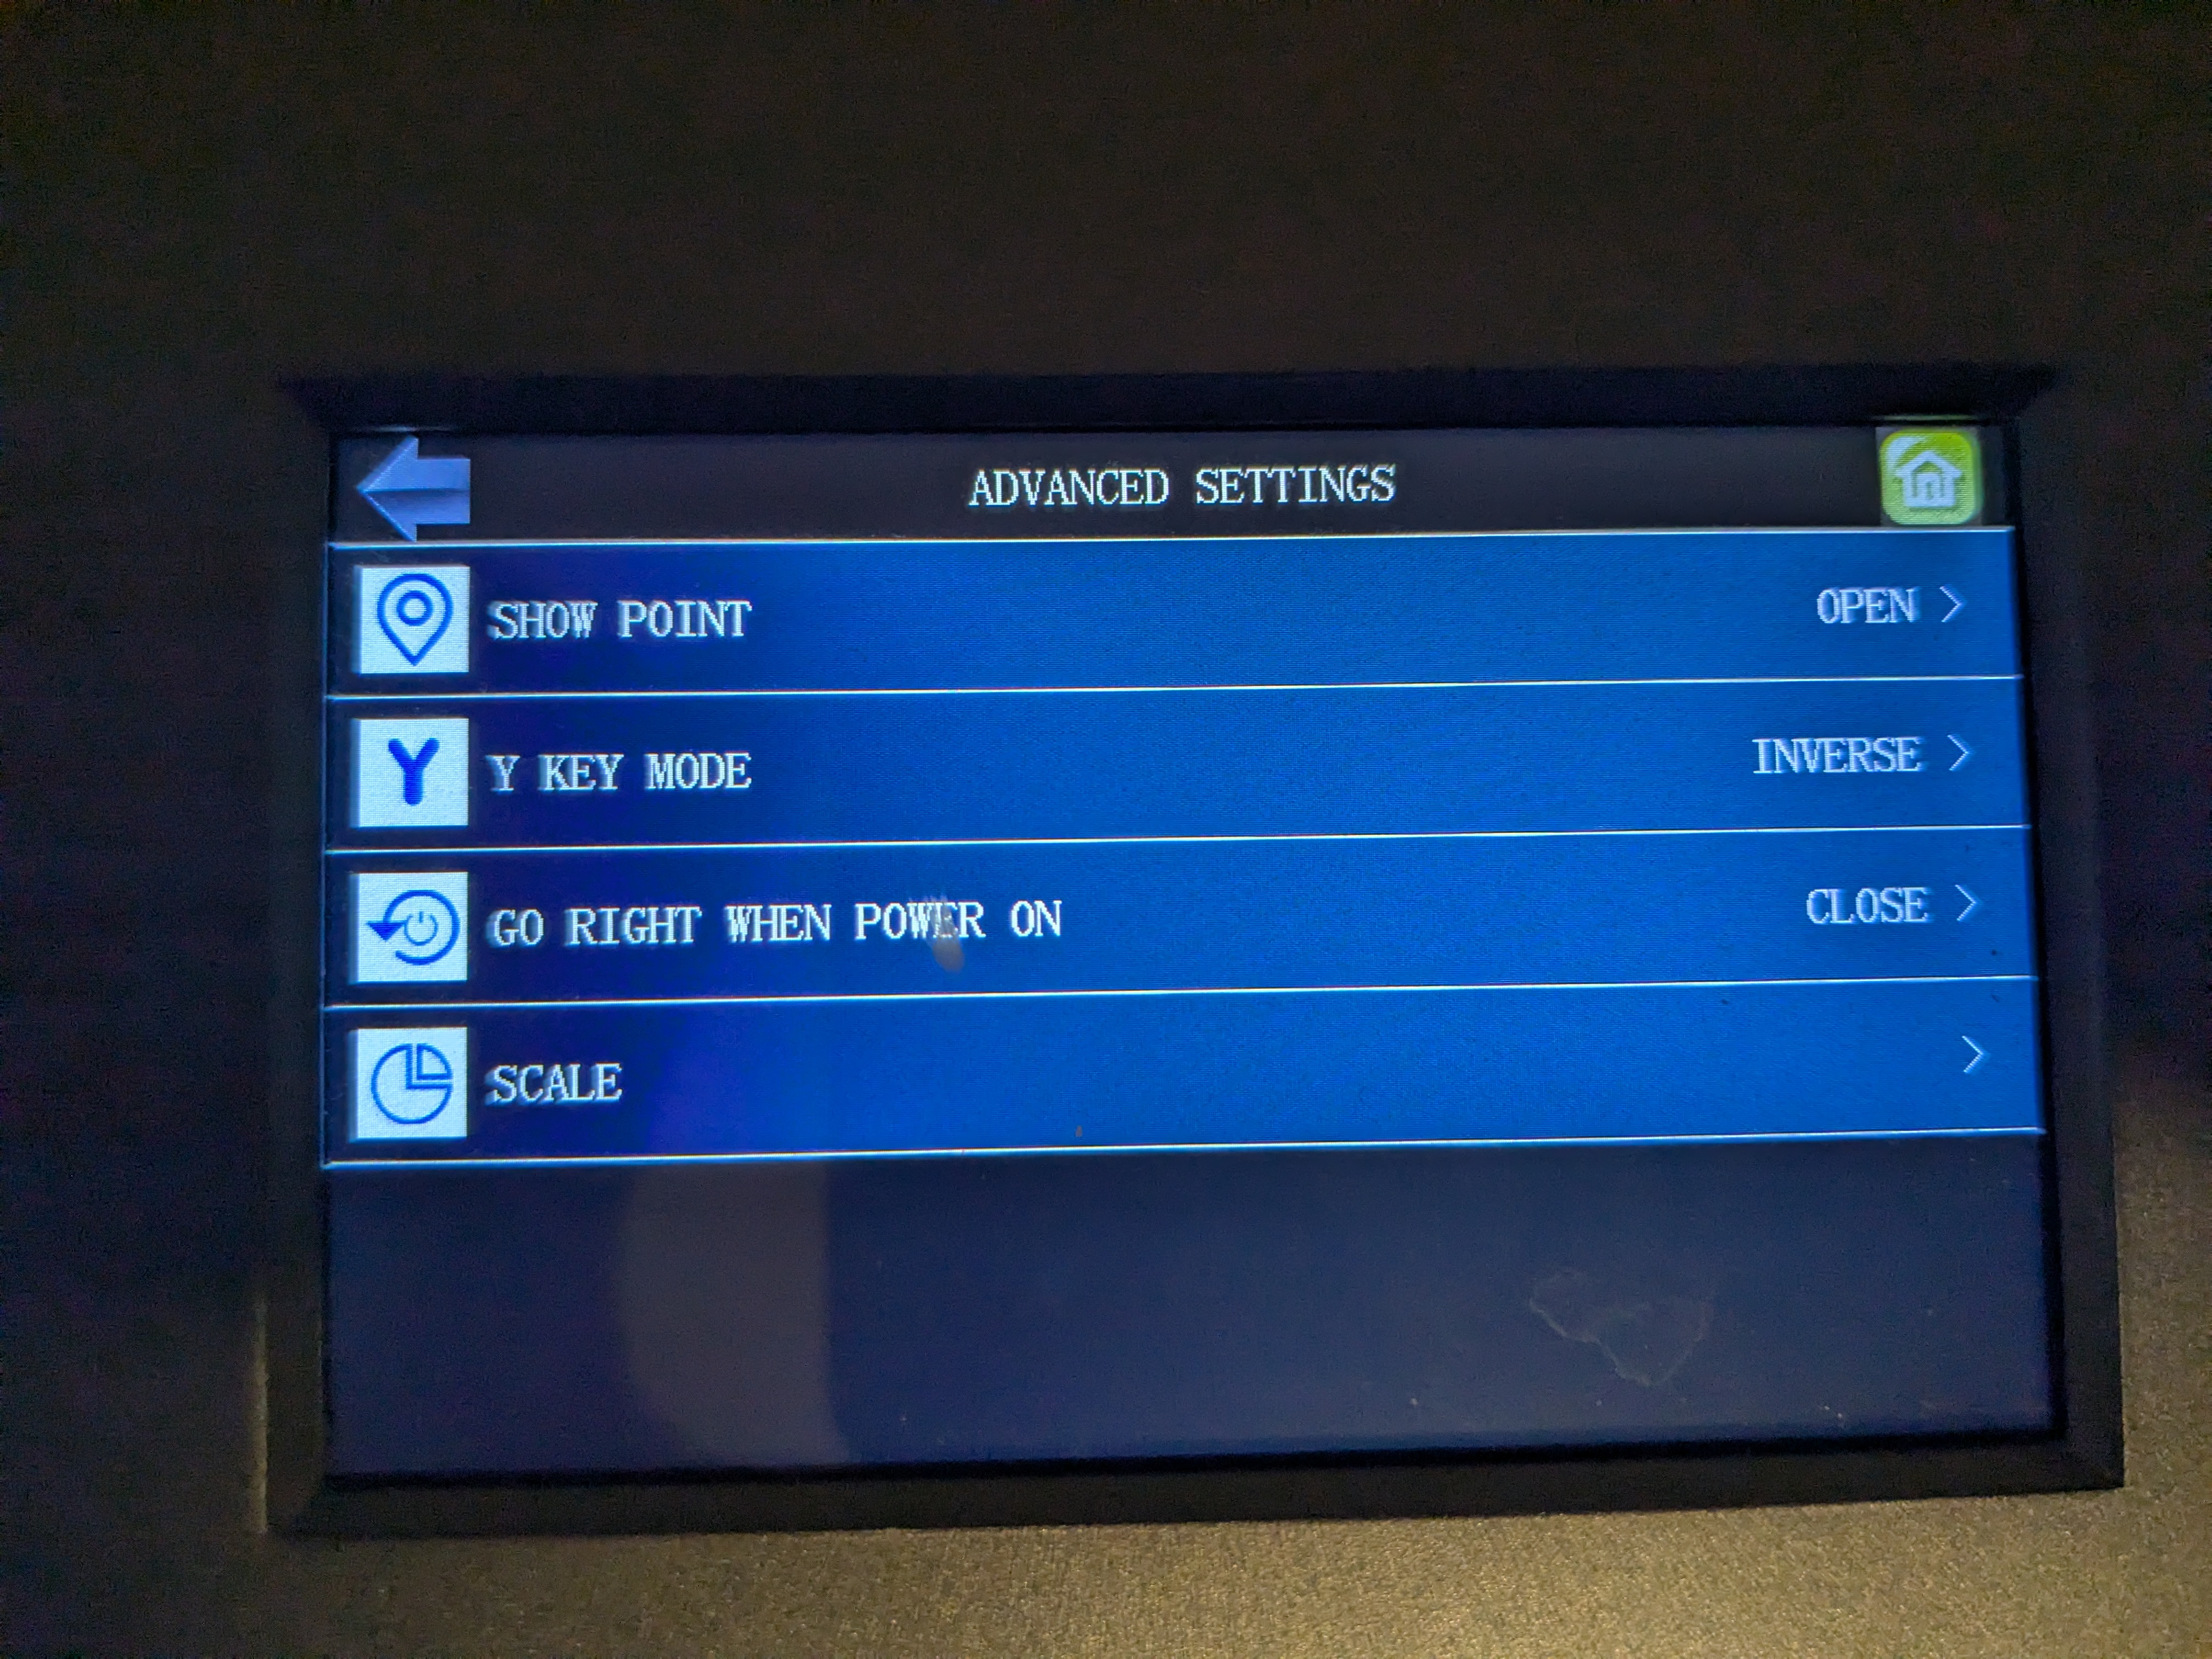 ADVANCED SETTINGS
SHOW POINT OPEN >
Y Y KEY MODE INVERSE >
GO RIGHT WHEN POWER ON CLOSE >
SCALE >